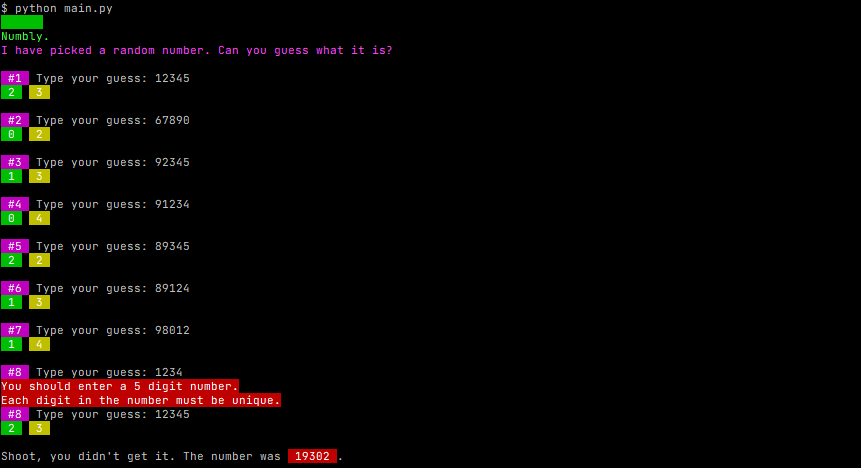 $ python main.py
Numbly.
I have picked a random number. Can you guess what it is?
#1 Type your guess: 12345
2 3
#2 Type your guess: 67890
0 2
#3 Type your guess: 92345
1 3
#4 Type your guess: 91234
0 4
#5 Type your guess: 89345
2 2
#6 Type your guess: 89124
1 3
#7 Type your guess: 98012
1 4
#8 Type your guess: 1234
You should enter a 5 digit number.
Each digit in the number must be unique.
#8 Type your guess: 12345
2 3
Shoot, you didn't get it. The number was 19302 .